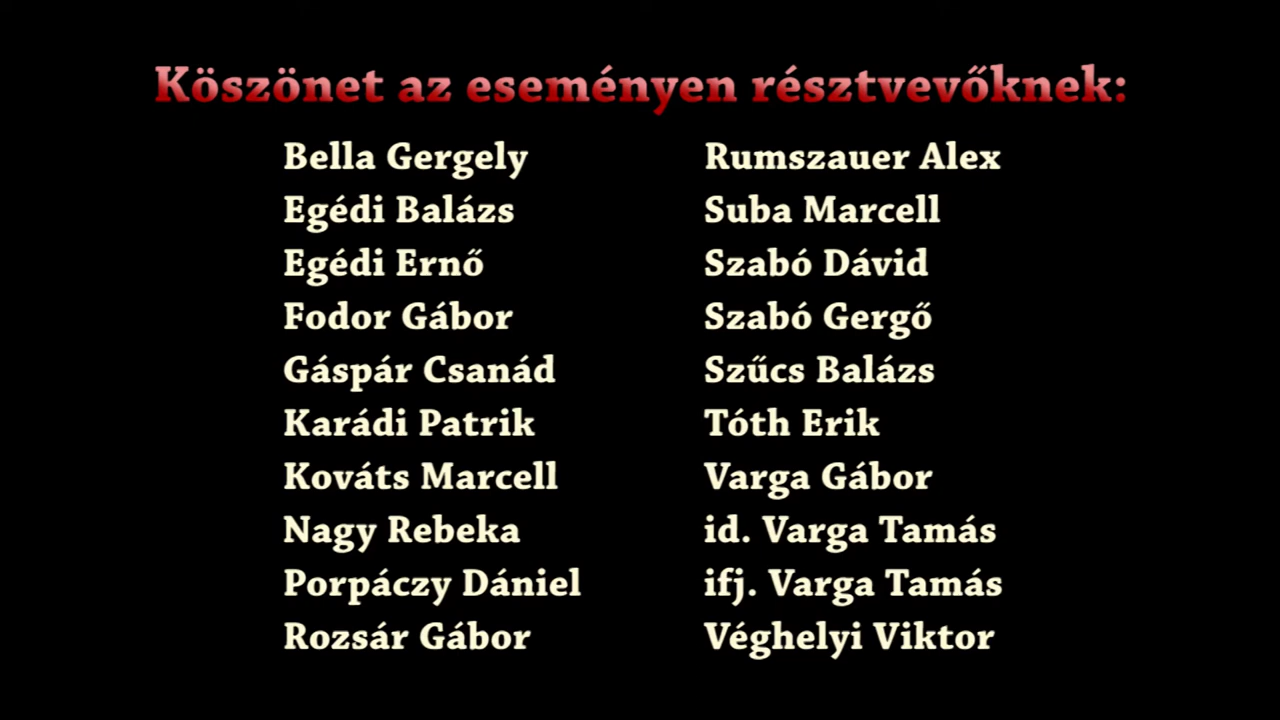 Köszönet az eseményen résztvevőknek:
Bella Gergely
Egédi Balázs
Egédi Ernő
Fodor Gábor
Gáspár Csanád
Karádi Patrik
Kováts Marcell
Nagy Rebeka
Porpáczy Dániel
Rozsár Gábor
Rumszauer Alex
Suba Marcell
Szabó Dávid
Szabó Gergő
Szűcs Balázs
Tóth Erik
Varga Gábor
id. Varga Tamás
ifj. Varga Tamás
Véghelyi Viktor